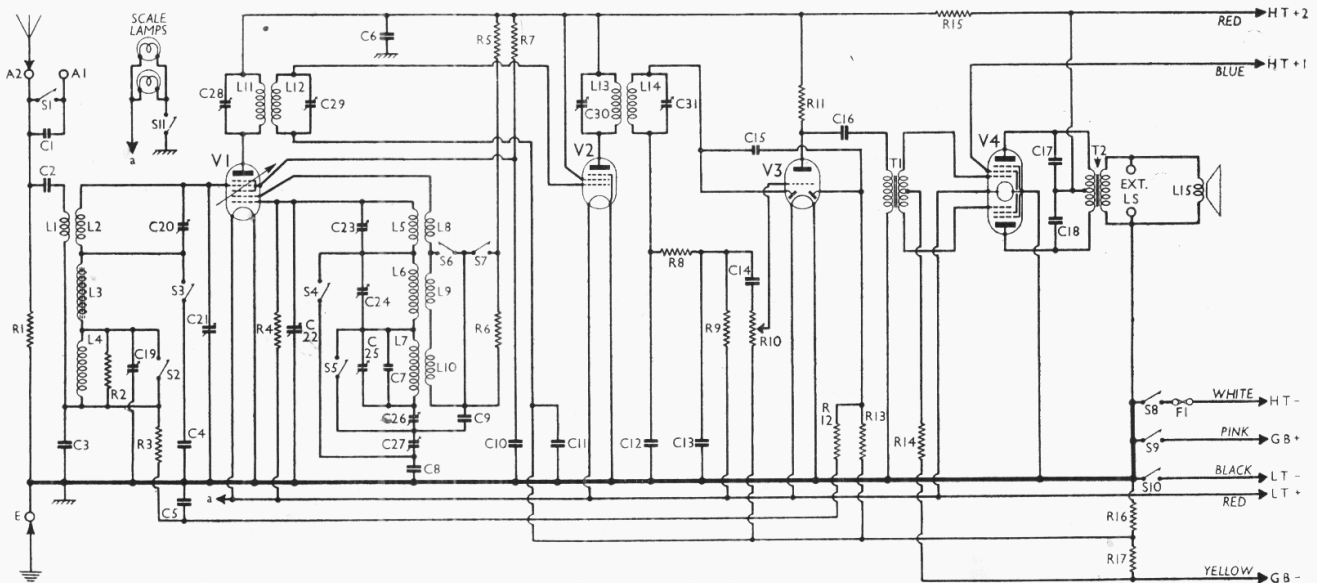 SCALE
LAMPS
A2
A1
S1
C1
C2
S11
a
R1
E
L1
L2
L3
L4
R2
C19
S2
R3
C3
C20
S3
C21
C4
C5
C28
L11
L12
C29
C6
V1
R4
C
22
a
C23
L5
L8
S6
S7
L6
S4
C24
L9
C
25
L7
S5
C7
L10
R6
C26
C27
C9
C8
R5
R7
C10
C11
L13
L14
C30
C31
V2
R8
C12
C13
R9
C14
R10
C15
R11
C16
V3
R
12
R13
T1
R14
V4
C17
C18
T2
EXT.
LS
L15
R15
RED
HT+2
BLUE
HT+1
S8
F1
WHITE
HT-
S9
PINK
GB+
S10
BLACK
LT-
RED
LT+
R16
R17
YELLOW
GB-